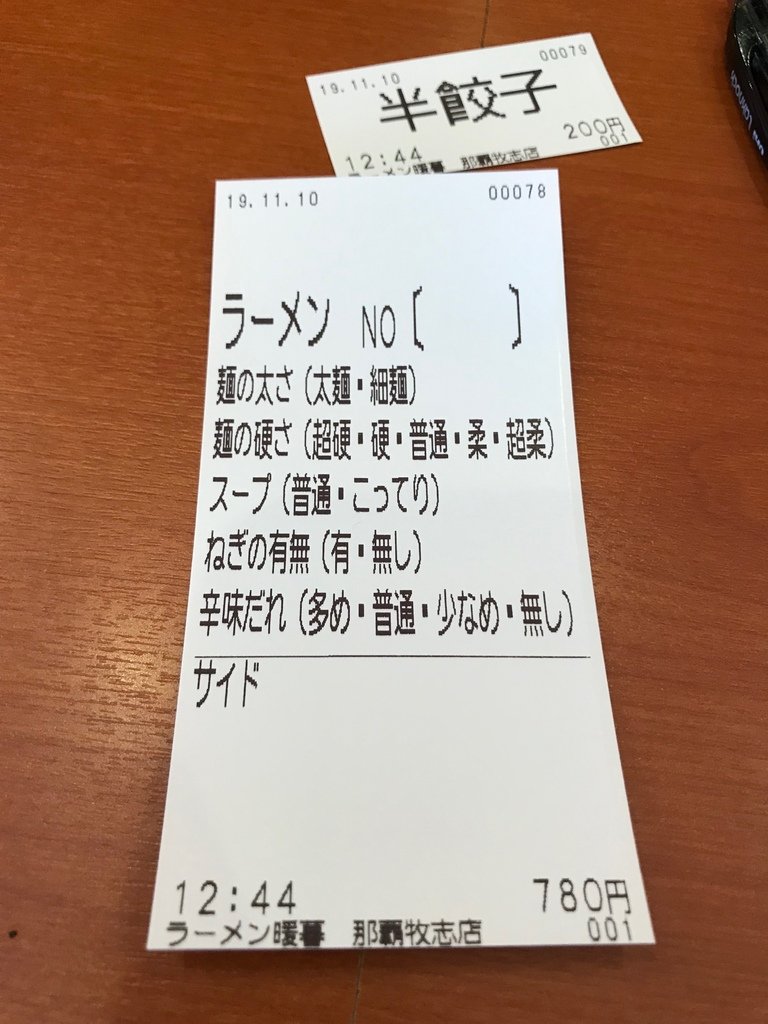 19.11.10 00079
半餃子
200円
12:44 001
ラーメン暖暮 那覇牧志店
19.11.10 00078
ラーメン NO〔 〕
麺の太さ(太麺・細麺)
麺の硬さ(超硬・硬・普通・柔・超柔)
スープ(普通・こってり)
ねぎの有無(有・無し)
辛味だれ(多め・普通・少なめ・無し)
サイド
12:44 780円
ラーメン暖暮 那覇牧志店 001